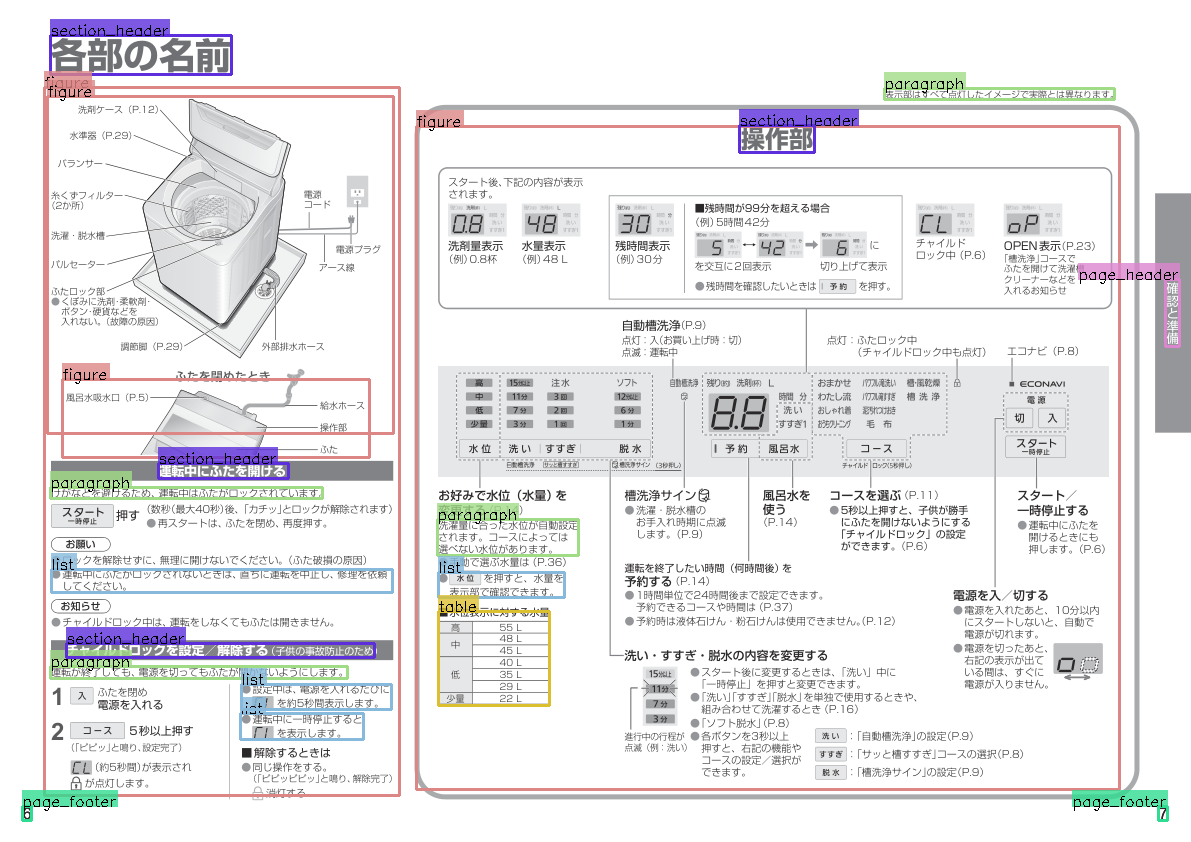 section_header
各部の名前
figure
figure
洗剤ケース（P.12）
水準器（P.29）
バランサー
糸くずフィルター
（2か所）
洗濯・脱水槽
パルセーター
ふたロック部
●くぼみに洗剤・柔軟剤・
ボタン・硬貨などを
入れない。（故障の原因）
調節脚（P.29）
電源
コード
電源プラグ
アース線
外部排水ホース
figure
ふたを閉めたとき
風呂水吸水口（P.5）
給水ホース
操作部
ふた
section_header
運転中にふたを開ける
paragraph
けがなどを避けるため、運転中はふたがロックされています。
スタート
一時停止
押す
（数秒（最大40秒）後、「カチッ」とロックが解除されます）
●再スタートは、ふたを閉め、再度押す。
お願い
list
ロックを解除せずに、無理に開けないでください。（ふた破損の原因）
●運転中にふたがロックされないときは、直ちに運転を中止し、修理を依頼
してください。
お知らせ
●チャイルドロック中は、運転をしなくてもふたは開きません。
section_header
チャイルドロックを設定／解除する（子供の事故防止のため）
paragraph
運転が終了しても、電源を切ってもふたが開かないようにします。
1 入 ふたを閉め
電源を入れる
2 コース 5秒以上押す
（「ピピッ」と鳴り、設定完了）
CL（約5秒間）が表示され
が点灯します。
list
●設定中は、電源を入れるたびに
を約5秒間表示します。
list
●運転中に一時停止すると
を表示します。
■解除するときは
●同じ操作をする。
（「ピピッピピッ」と鳴り、解除完了）
消灯する
page_footer
6
paragraph
表示部はすべて点灯したイメージで実際とは異なります。
figure
section_header
操作部
スタート後、下記の内容が表示
されます。
0.8
洗剤量表示
（例）0.8杯
48
水量表示
（例）48 L
30
残時間表示
（例）30分
■残時間が99分を超える場合
（例）5時間42分
5 ↔ 42 6 に
を交互に2回表示
切り上げて表示
●残時間を確認したいときは 予約 を押す。
CL
チャイルド
ロック中（P.6）
oP
OPEN表示（P.23）
「槽洗浄」コースで
ふたを開けて洗濯槽
クリーナーなどを
入れるお知らせ
page_header
確認と準備
自動槽洗浄（P.9）
点灯：入（お買い上げ時：切）
点滅：運転中
点灯：ふたロック中
（チャイルドロック中も点灯）
エコナビ（P.8）
高
中
低
少量
水位
15分以上
11分
7分
3分
洗い
注水
3回
2回
1回
すすぎ
ソフト
12分以上
6分
1分
脱水
自動槽洗浄
サッと槽すすぎ
槽洗浄サイン
（3秒押し）
自動槽洗浄
残り(約) 洗剤(杯) L
8.8
時間 分
洗い
すすぎ1
予約
風呂水
おまかせ
わたし流
おしゃれ着
お洗濯
毛布
槽・風乾燥
槽洗浄
コース
チャイルドロック（5秒押し）
ECONAVI
電源
切 入
スタート
一時停止
お好みで水位（水量）を
paragraph
洗濯量に合った水位が自動設定
されます。コースによっては
選べない水位があります。
動で選ぶ水量は（P.36）
list
●水位 を押すと、水量を
表示部で確認できます。
table
■水位表示に対する水量
高 55 L
中 48 L
45 L
低 40 L
35 L
29 L
少量 22 L
槽洗浄サイン
●洗濯・脱水槽の
お手入れ時期に点滅
します。（P.9）
風呂水を
使う
（P.14）
コースを選ぶ（P.11）
●5秒以上押すと、子供が勝手
にふたを開けないようにする
「チャイルドロック」の設定
ができます。（P.6）
スタート／
一時停止する
●運転中にふたを
開けるときにも
押します。（P.6）
運転を終了したい時間（何時間後）を
予約する（P.14）
●1時間単位で24時間後まで設定できます。
予約できるコースや時間は（P.37）
●予約時は液体石けん・粉石けんは使用できません。（P.12）
電源を入／切する
●電源を入れたあと、10分以内
にスタートしないと、自動で
電源が切れます。
●電源を切ったあと、
右記の表示が出て
いる間は、すぐに
電源が入りません。
洗い・すすぎ・脱水の内容を変更する
15分以上
11分
7分
3分
進行中の行程が
点滅（例：洗い）
●スタート後に変更するときは、「洗い」中に
「一時停止」を押すと変更できます。
●「洗い」「すすぎ」「脱水」を単独で使用するときや、
組み合わせて洗濯するとき（P.16）
●「ソフト脱水」（P.8）
●各ボタンを3秒以上
押すと、右記の機能や
コースの設定／選択が
できます。
洗い：「自動槽洗浄」の設定（P.9）
すすぎ：「サッと槽すすぎ」コースの選択（P.8）
脱水：「槽洗浄サイン」の設定（P.9）
page_footer
7